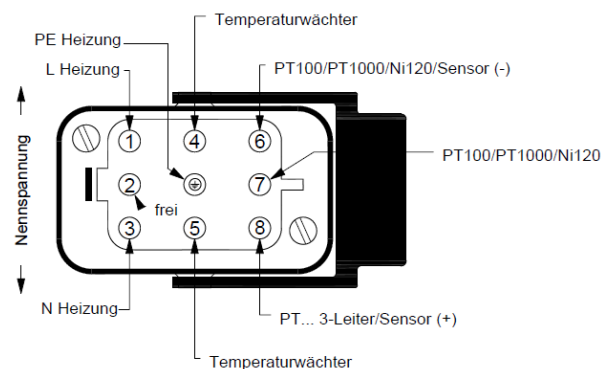 Temperaturwächter
PE Heizung
L Heizung
PT100/PT1000/Ni120/Sensor (-)
Nennspannung
1
4
6
PT100/PT1000/Ni120
2
7
frei
3
5
8
N Heizung
PT... 3-Leiter/Sensor (+)
Temperaturwächter